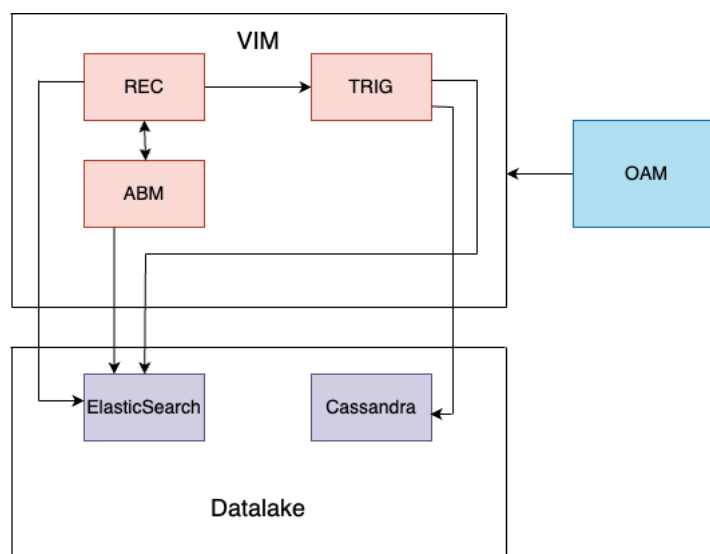 VIM
REC
TRIG
ABM
OAM
ElasticSearch
Cassandra
Datalake